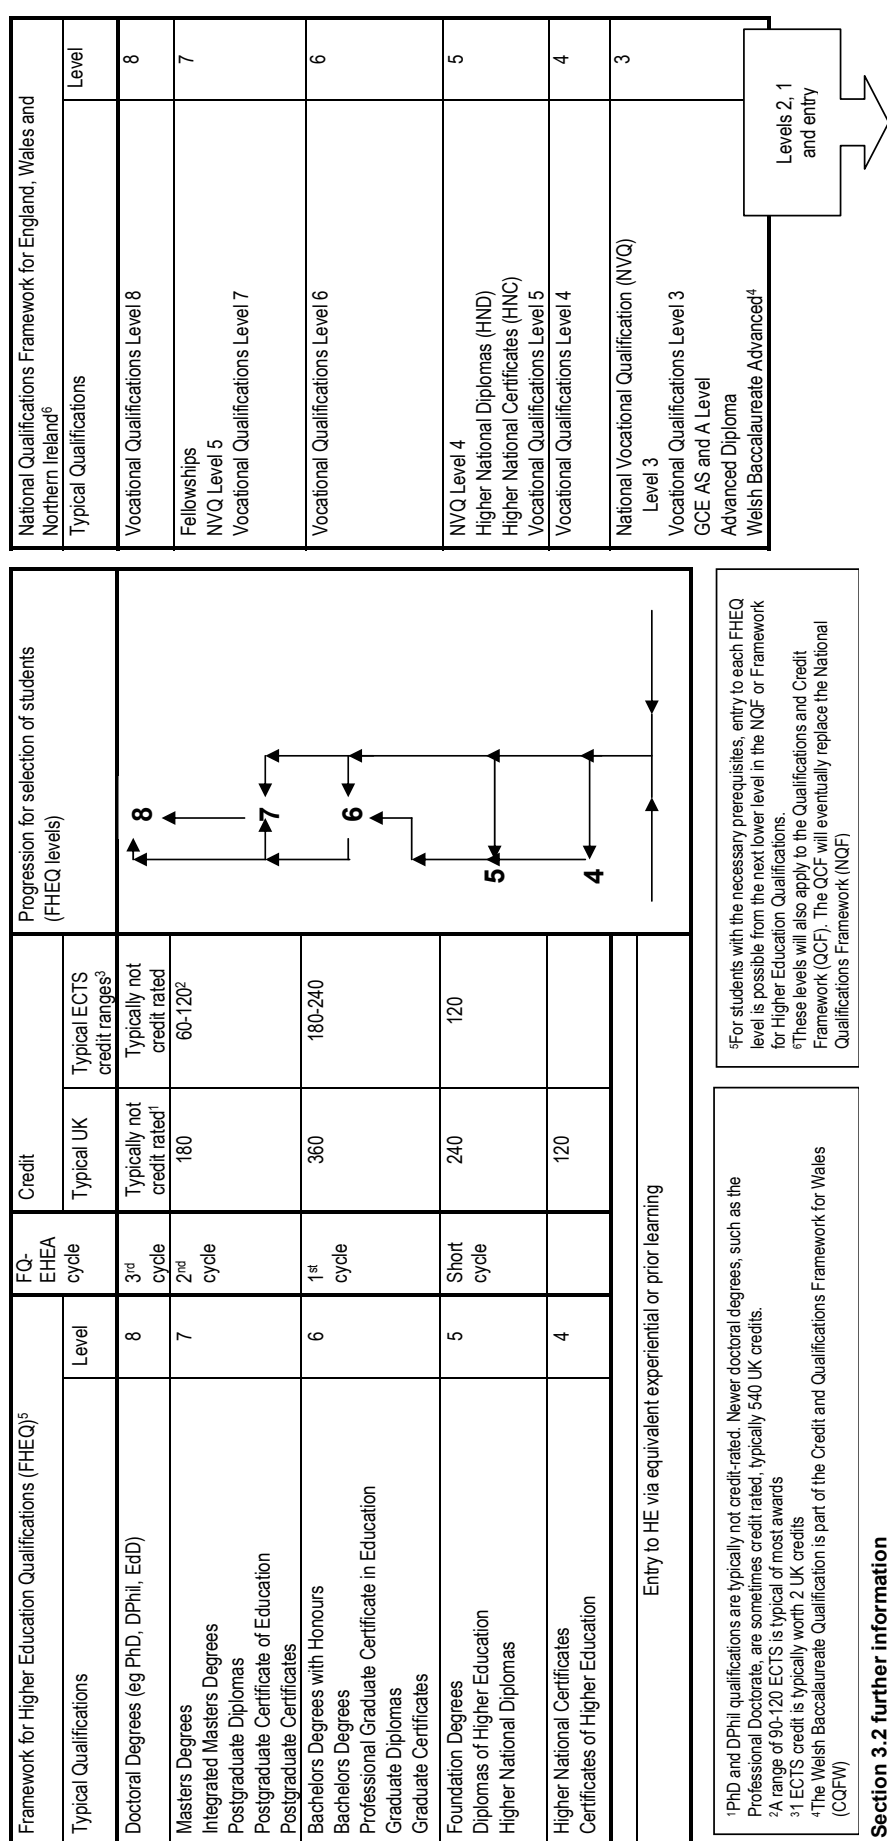 Framework for Higher Education Qualifications (FHEQ)⁵
Typical Qualifications
Level
FQ-
EHEA
cycle
Credit
Typical UK
Typical ECTS
credit ranges³
Progression for selection of students
(FHEQ levels)
Doctoral Degrees (eg PhD, DPhil, EdD)
8
3rd
cycle
Typically not
credit rated¹
Typically not
credit rated
Masters Degrees
Integrated Masters Degrees
Postgraduate Diplomas
Postgraduate Certificate of Education
Postgraduate Certificates
7
2nd
cycle
180
60-120²
Bachelors Degrees with Honours
Bachelors Degrees
Professional Graduate Certificate in Education
Graduate Diplomas
Graduate Certificates
6
1st
cycle
360
180-240
Foundation Degrees
Diplomas of Higher Education
Higher National Diplomas
5
Short
cycle
240
120
Higher National Certificates
Certificates of Higher Education
4
120
Entry to HE via equivalent experiential or prior learning
8
7
6
5
4
National Qualifications Framework for England, Wales and
Northern Ireland⁶
Typical Qualifications
Level
Vocational Qualifications Level 8
8
Fellowships
NVQ Level 5
Vocational Qualifications Level 7
7
Vocational Qualifications Level 6
6
NVQ Level 4
Higher National Diplomas (HND)
Higher National Certificates (HNC)
Vocational Qualifications Level 5
5
Vocational Qualifications Level 4
4
National Vocational Qualification (NVQ)
Level 3
Vocational Qualifications Level 3
GCE AS and A Level
Advanced Diploma
Welsh Baccalaureate Advanced⁴
3
Levels 2, 1
and entry
¹PhD and DPhil qualifications are typically not credit-rated. Newer doctoral degrees, such as the
Professional Doctorate, are sometimes credit rated, typically 540 UK credits.
²A range of 90-120 ECTS is typical of most awards
³1 ECTS credit is typically worth 2 UK credits
⁴The Welsh Baccalaureate Qualification is part of the Credit and Qualifications Framework for Wales
(CQFW)
⁵For students with the necessary prerequisites, entry to each FHEQ
level is possible from the next lower level in the NQF or Framework
for Higher Education Qualifications.
⁶These levels will also apply to the Qualifications and Credit
Framework (QCF). The QCF will eventually replace the National
Qualifications Framework (NQF)
Section 3.2 further information